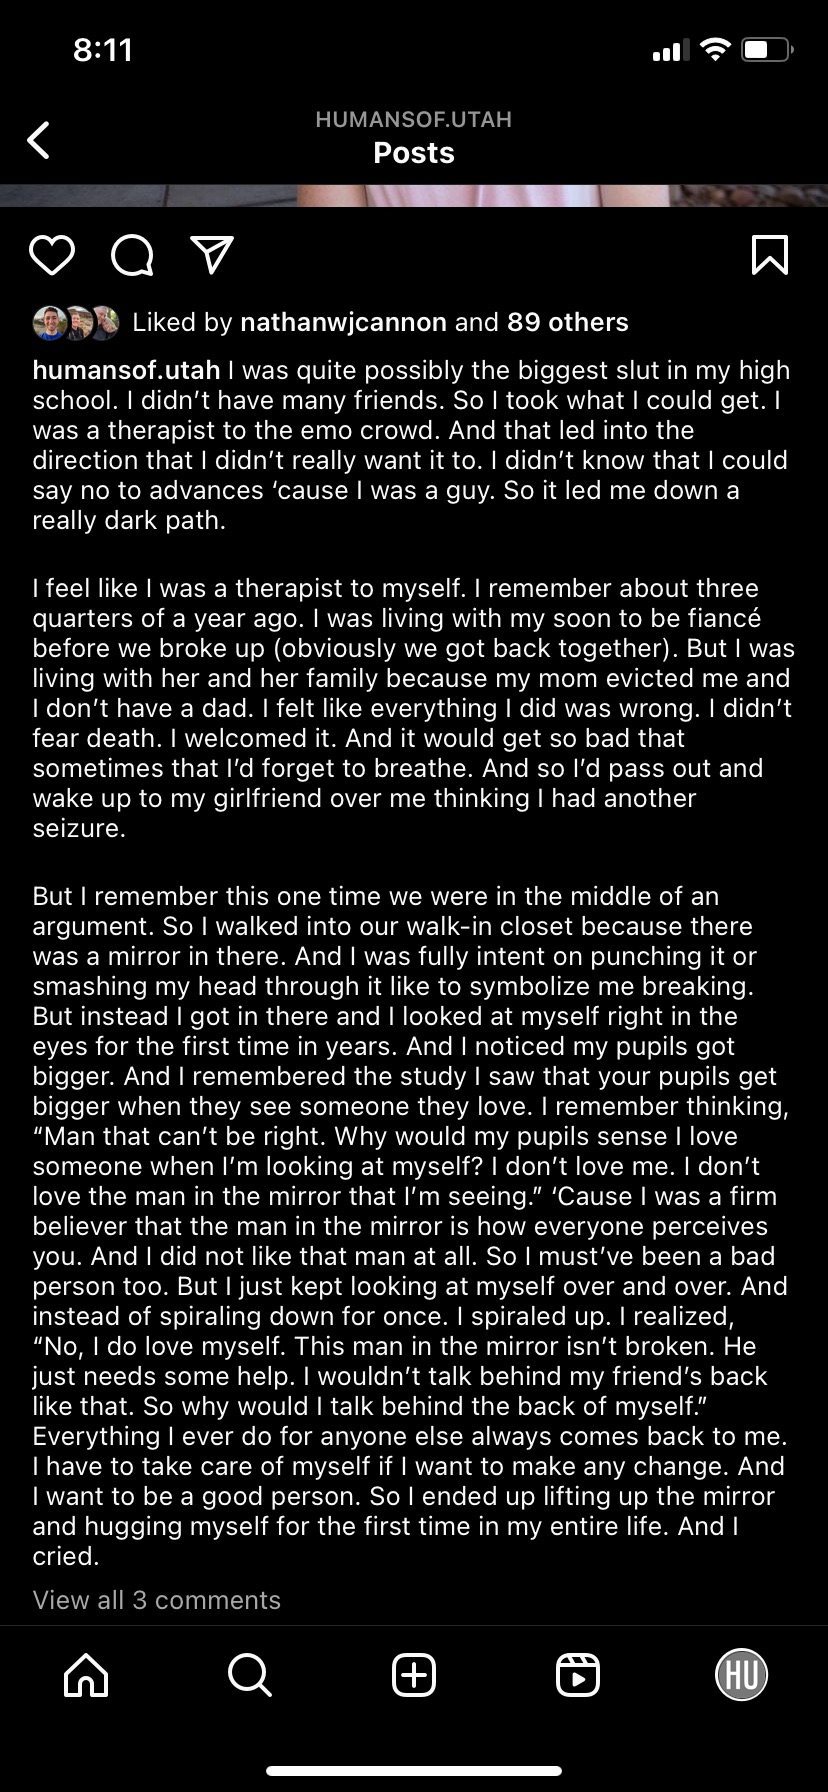 8:11
HUMANSOF.UTAH
Posts
Liked by nathanwjcannon and 89 others
humansof.utah I was quite possibly the biggest slut in my high
school. I didn’t have many friends. So I took what I could get. I
was a therapist to the emo crowd. And that led into the
direction that I didn’t really want it to. I didn’t know that I could
say no to advances ‘cause I was a guy. So it led me down a
really dark path.
I feel like I was a therapist to myself. I remember about three
quarters of a year ago. I was living with my soon to be fiancé
before we broke up (obviously we got back together). But I was
living with her and her family because my mom evicted me and
I don’t have a dad. I felt like everything I did was wrong. I didn’t
fear death. I welcomed it. And it would get so bad that
sometimes that I’d forget to breathe. And so I’d pass out and
wake up to my girlfriend over me thinking I had another
seizure.
But I remember this one time we were in the middle of an
argument. So I walked into our walk-in closet because there
was a mirror in there. And I was fully intent on punching it or
smashing my head through it like to symbolize me breaking.
But instead I got in there and I looked at myself right in the
eyes for the first time in years. And I noticed my pupils got
bigger. And I remembered the study I saw that your pupils get
bigger when they see someone they love. I remember thinking,
“Man that can’t be right. Why would my pupils sense I love
someone when I’m looking at myself? I don’t love me. I don’t
love the man in the mirror that I’m seeing.” ‘Cause I was a firm
believer that the man in the mirror is how everyone perceives
you. And I did not like that man at all. So I must’ve been a bad
person too. But I just kept looking at myself over and over. And
instead of spiraling down for once. I spiraled up. I realized,
“No, I do love myself. This man in the mirror isn’t broken. He
just needs some help. I wouldn’t talk behind my friend’s back
like that. So why would I talk behind the back of myself.”
Everything I ever do for anyone else always comes back to me.
I have to take care of myself if I want to make any change. And
I want to be a good person. So I ended up lifting up the mirror
and hugging myself for the first time in my entire life. And I
cried.
View all 3 comments
HU